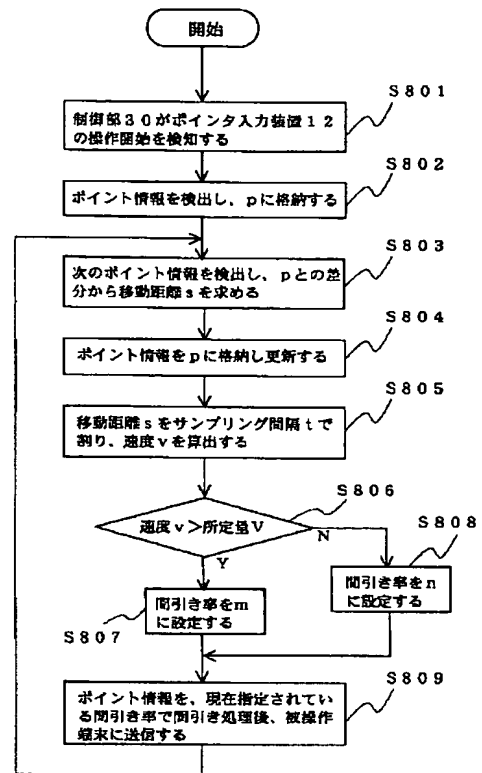 開始
S801
制御部30がポインタ入力装置12
の操作開始を検知する
S802
ポイント情報を検出し、pに格納する
S803
次のポイント情報を検出し、pとの差
分から移動距離sを求める
S804
ポイント情報をpに格納し更新する
S805
移動距離sをサンプリング間隔tで
割り、速度vを算出する
S806
速度v>所定量V
N
Y
S808
間引き率をn
に設定する
間引き率をm
に設定する
S807
S809
ポイント情報を、現在指定されてい
る間引き率で間引き処理後、被操作
端末に送信する